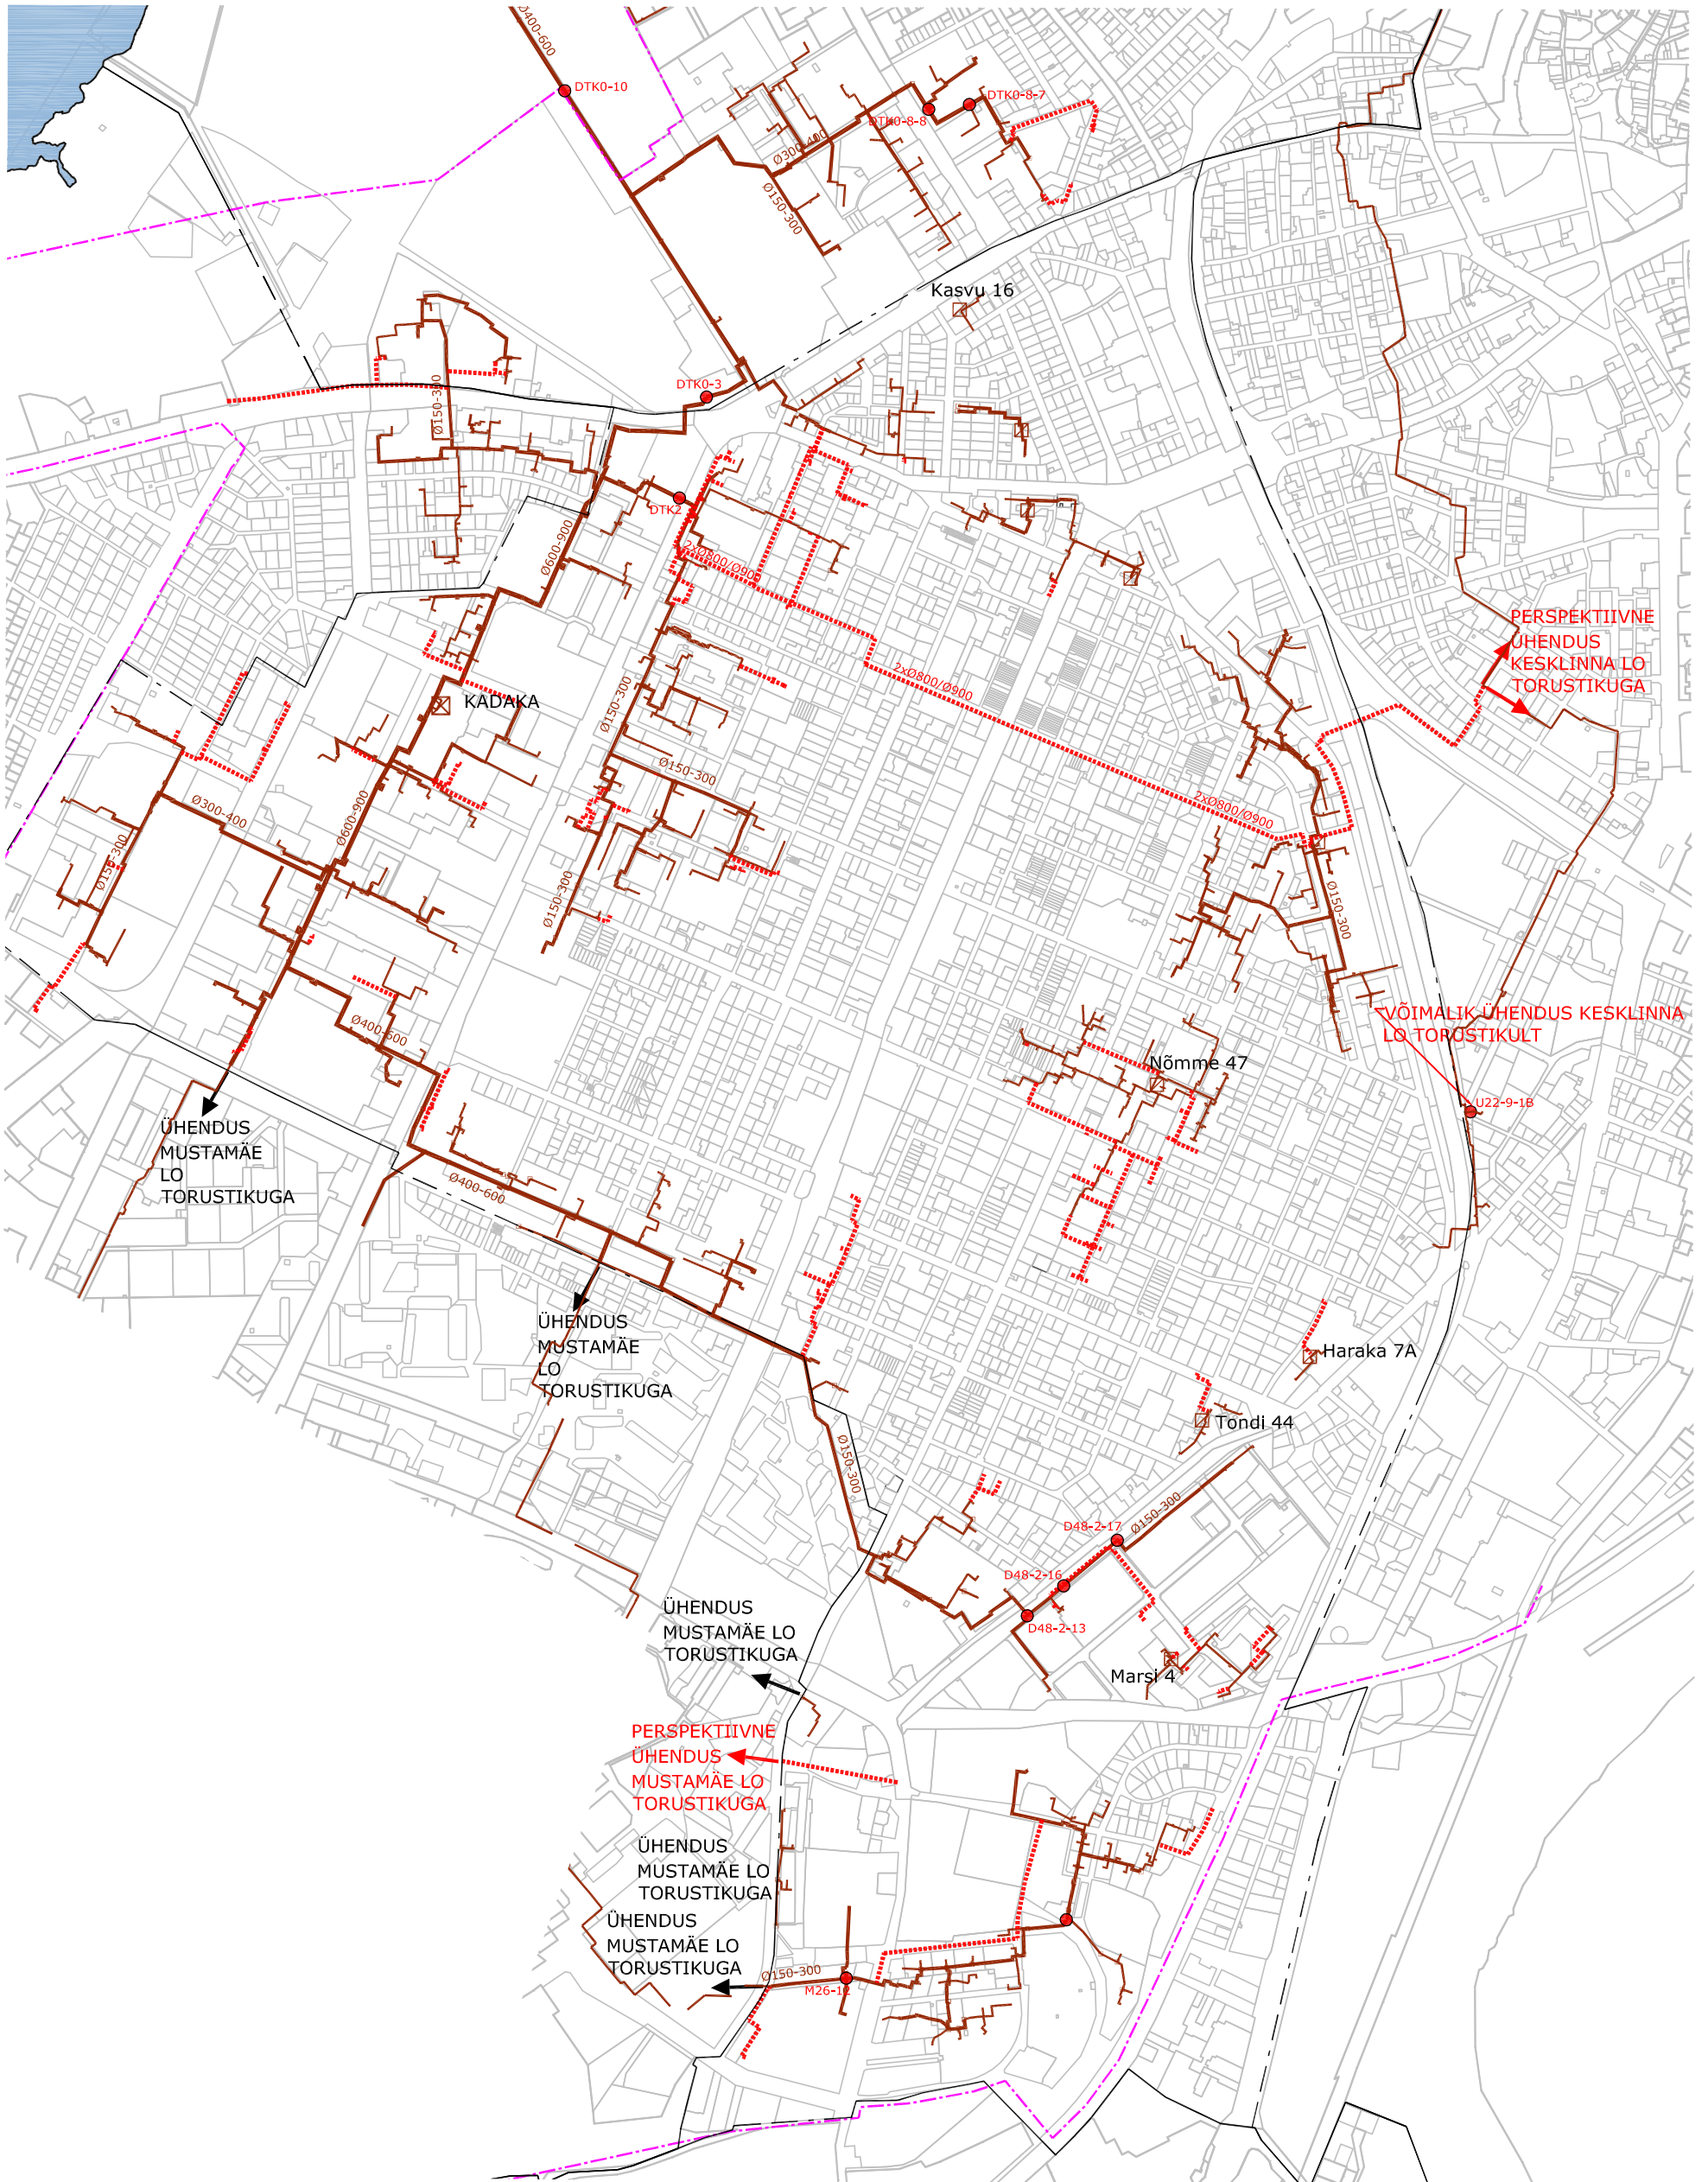 Ø400-600
DTK0-10
DTK0-8-7
DTK0-8-8
Ø300-400
Ø150-300
Kasvu 16
DTK0-3
Ø150-300
DTK2
Ø600-900
2xØ800/Ø900
PERSPEKTIIVNE
ÜHENDUS
KESKLINNA LO
TORUSTIKUGA
2xØ800/Ø900
KADAKA
Ø150-300
Ø150-300
2xØ800/Ø900
Ø300-400
Ø600-900
Ø150-300
Ø150-300
Ø150-300
VÕIMALIK ÜHENDUS KESKLINNA
LO TORUSTIKULT
Ø400-600
Nõmme 47
U22-9-1B
ÜHENDUS
MUSTAMÄE
LO
TORUSTIKUGA
Ø400-600
ÜHENDUS
MUSTAMÄE
LO
TORUSTIKUGA
Haraka 7A
Tondi 44
Ø150-300
D48-2-17
Ø150-300
D48-2-16
D48-2-13
ÜHENDUS
MUSTAMÄE LO
TORUSTIKUGA
Marsi 4
PERSPEKTIIVNE
ÜHENDUS
MUSTAMÄE LO
TORUSTIKUGA
ÜHENDUS
MUSTAMÄE LO
TORUSTIKUGA
ÜHENDUS
MUSTAMÄE LO
TORUSTIKUGA
Ø150-300
M26-12